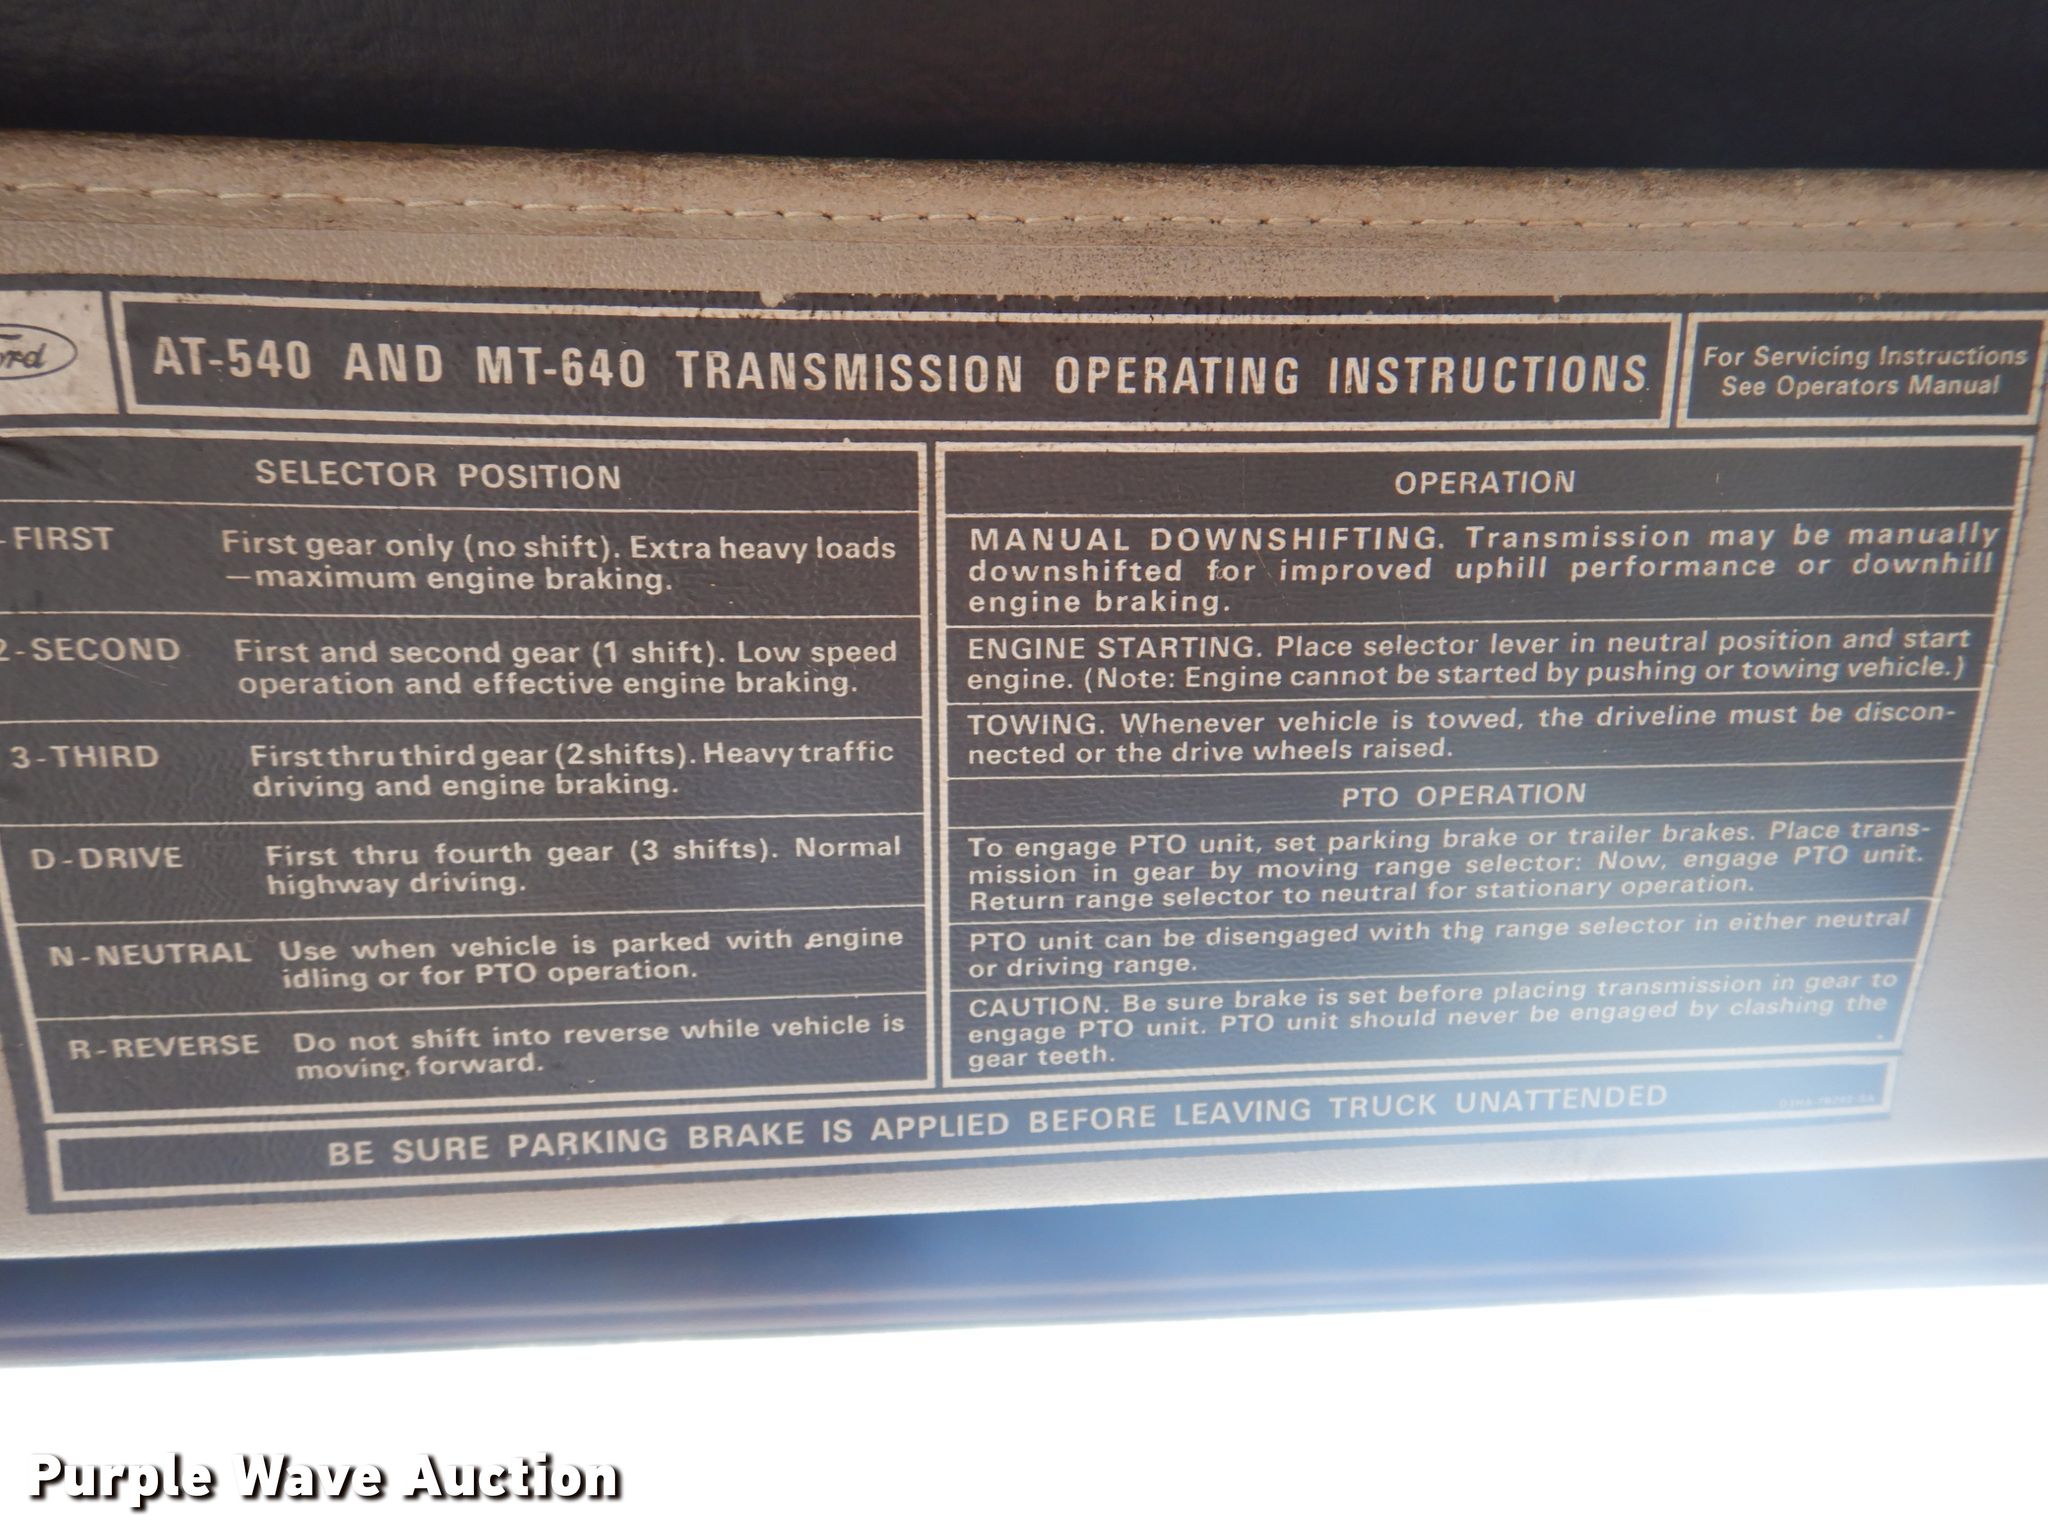 AT-540 AND MT-640 TRANSMISSION OPERATING INSTRUCTIONS
For Servicing Instructions
See Operators Manual
SELECTOR POSITION
-FIRST First gear only (no shift). Extra heavy loads
—maximum engine braking.
2-SECOND First and second gear (1 shift). Low speed
operation and effective engine braking.
3-THIRD First thru third gear (2 shifts). Heavy traffic
driving and engine braking.
D-DRIVE First thru fourth gear (3 shifts). Normal
highway driving.
N-NEUTRAL Use when vehicle is parked with engine
idling or for PTO operation.
R-REVERSE Do not shift into reverse while vehicle is
moving forward.
OPERATION
MANUAL DOWNSHIFTING. Transmission may be manually
downshifted for improved uphill performance or downhill
engine braking.
ENGINE STARTING. Place selector lever in neutral position and start
engine. (Note: Engine cannot be started by pushing or towing vehicle.)
TOWING. Whenever vehicle is towed, the driveline must be discon-
nected or the drive wheels raised.
PTO OPERATION
To engage PTO unit, set parking brake or trailer brakes. Place trans-
mission in gear by moving range selector: Now, engage PTO unit.
Return range selector to neutral for stationary operation.
PTO unit can be disengaged with the range selector in either neutral
or driving range.
CAUTION. Be sure brake is set before placing transmission in gear to
engage PTO unit. PTO unit should never be engaged by clashing the
gear teeth.
BE SURE PARKING BRAKE IS APPLIED BEFORE LEAVING TRUCK UNATTENDED
Purple Wave Auction